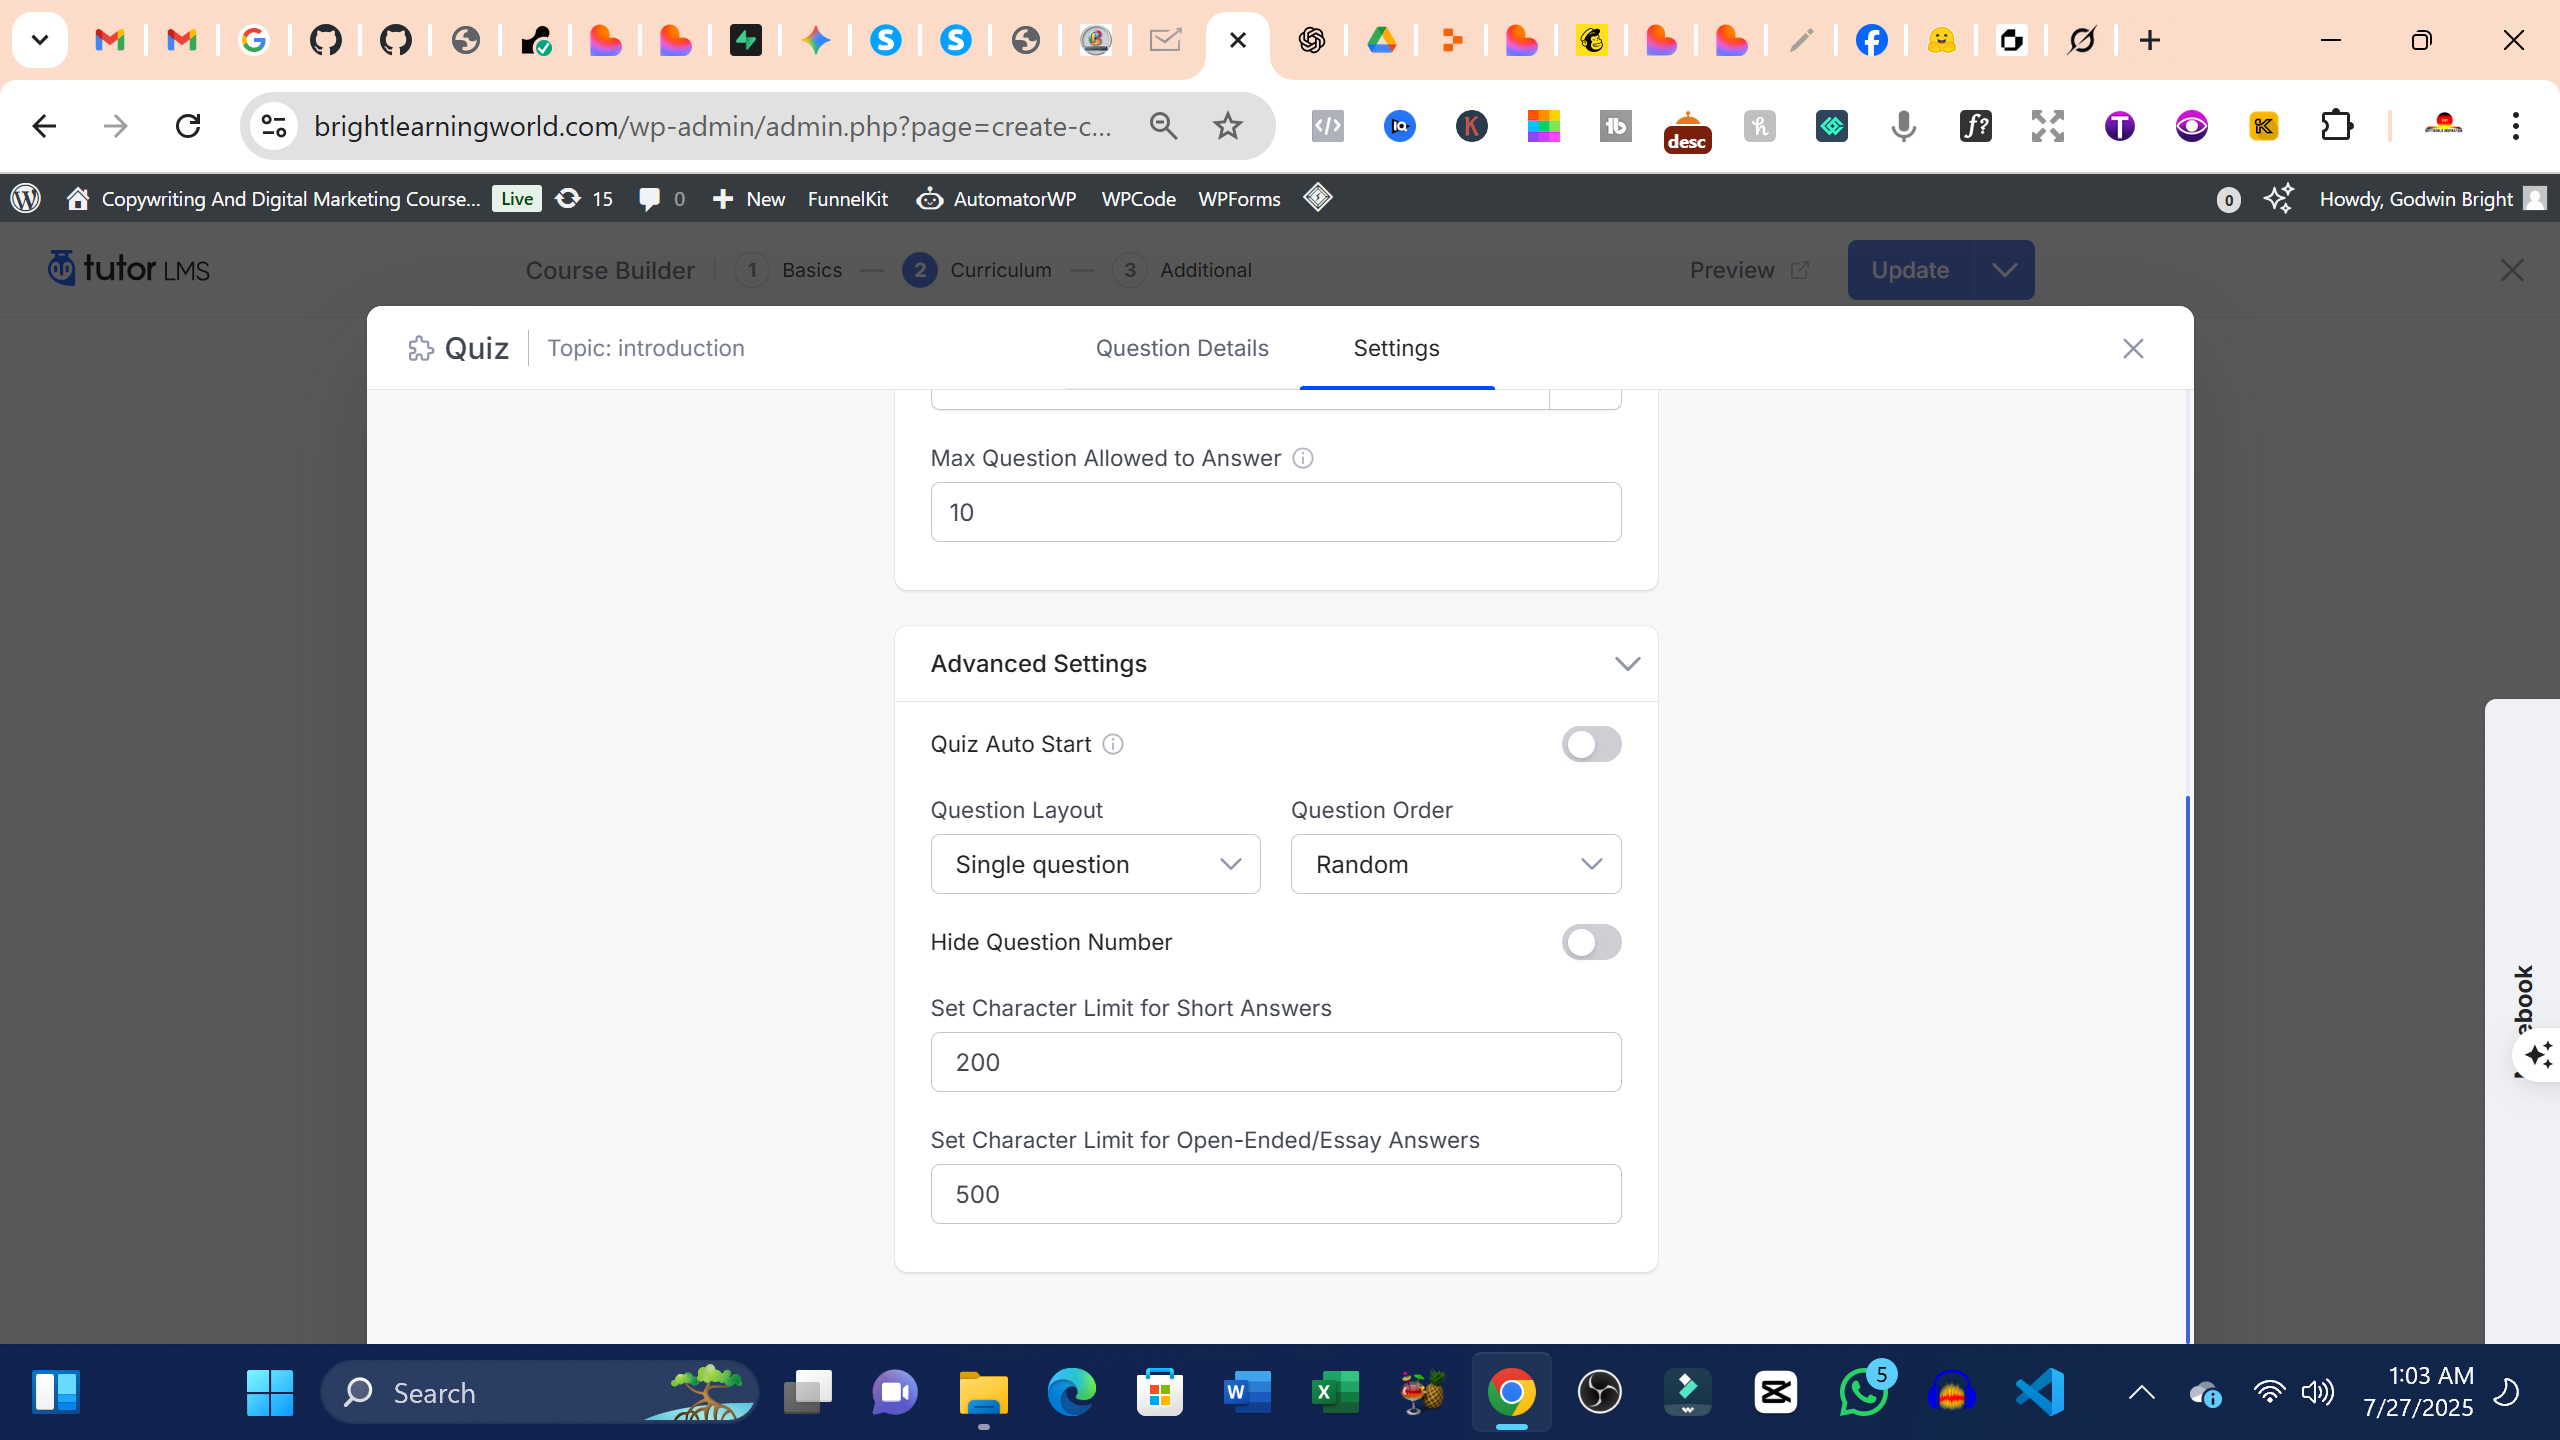 brightlearningworld.com/wp-admin/admin.php?page=create-c...
desc
Copywriting And Digital Marketing Course... Live 15 0 New FunnelKit AutomatorWP WPCode WPForms 0 Howdy, Godwin Bright
tutor LMS Course Builder 1 Basics 2 Curriculum 3 Additional Preview Update
Quiz Topic: introduction Question Details Settings
Max Question Allowed to Answer
10
Advanced Settings
Quiz Auto Start
Question Layout Question Order
Single question Random
Hide Question Number
Set Character Limit for Short Answers
200
Set Character Limit for Open-Ended/Essay Answers
500
Search
5
1:03 AM
7/27/2025